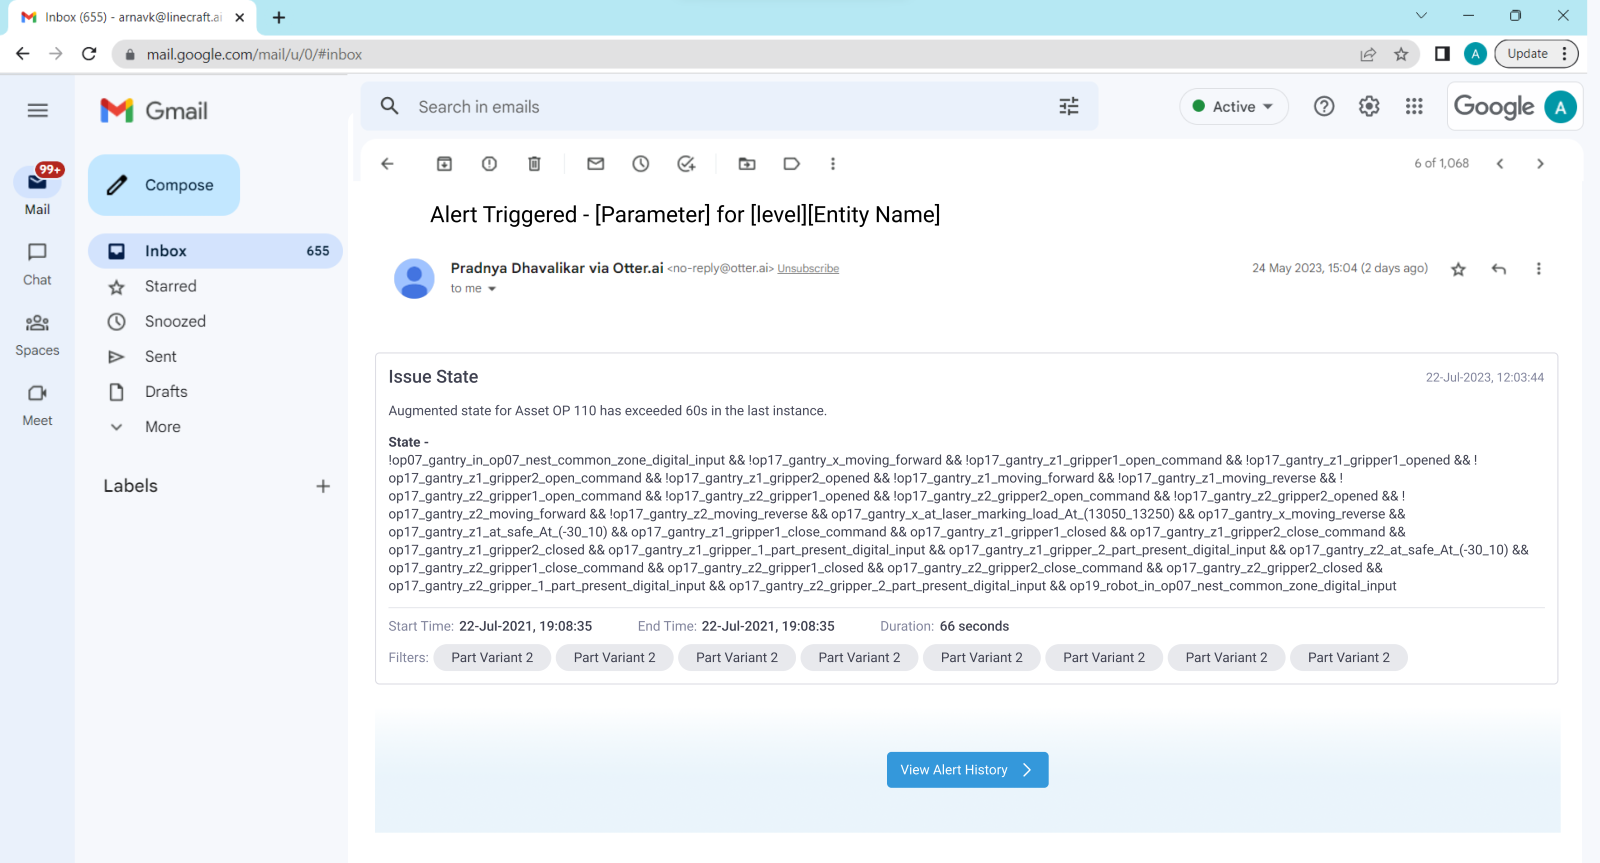 Inbox (655) - arnavk@linecraft.ai
mail.google.com/mail/u/0/#inbox
A
Update
Gmail
Search in emails
Active
Google
A
99+
Mail
Chat
Spaces
Meet
Compose
Inbox 655
Starred
Snoozed
Sent
Drafts
More
Labels
6 of 1,068
Alert Triggered - [Parameter] for [level][Entity Name]
Pradnya Dhavalikar via Otter.ai <no-reply@otter.ai> Unsubscribe
to me
24 May 2023, 15:04 (2 days ago)
Issue State
22-Jul-2023, 12:03:44
Augmented state for Asset OP 110 has exceeded 60s in the last instance.
State -
!op07_gantry_in_op07_nest_common_zone_digital_input && !op17_gantry_x_moving_forward && !op17_gantry_z1_gripper1_open_command && !op17_gantry_z1_gripper1_opened && !
op17_gantry_z1_gripper2_open_command && !op17_gantry_z1_gripper2_opened && !op17_gantry_z1_moving_forward && !op17_gantry_z1_moving_reverse && !
op17_gantry_z2_gripper1_open_command && !op17_gantry_z2_gripper1_opened && !op17_gantry_z2_gripper2_open_command && !op17_gantry_z2_gripper2_opened && !
op17_gantry_z2_moving_forward && !op17_gantry_z2_moving_reverse && op17_gantry_x_at_laser_marking_load_At_(13050_13250) && op17_gantry_x_moving_reverse &&
op17_gantry_z1_at_safe_At_(-30_10) && op17_gantry_z1_gripper1_close_command && op17_gantry_z1_gripper1_closed && op17_gantry_z1_gripper2_close_command &&
op17_gantry_z1_gripper2_closed && op17_gantry_z1_gripper_1_part_present_digital_input && op17_gantry_z1_gripper_2_part_present_digital_input && op17_gantry_z2_at_safe_At_(-30_10) &&
op17_gantry_z2_gripper1_close_command && op17_gantry_z2_gripper1_closed && op17_gantry_z2_gripper2_close_command && op17_gantry_z2_gripper2_closed &&
op17_gantry_z2_gripper_1_part_present_digital_input && op17_gantry_z2_gripper_2_part_present_digital_input && op19_robot_in_op07_nest_common_zone_digital_input
Start Time: 22-Jul-2021, 19:08:35 End Time: 22-Jul-2021, 19:08:35 Duration: 66 seconds
Filters: Part Variant 2 Part Variant 2 Part Variant 2 Part Variant 2 Part Variant 2 Part Variant 2 Part Variant 2 Part Variant 2
View Alert History